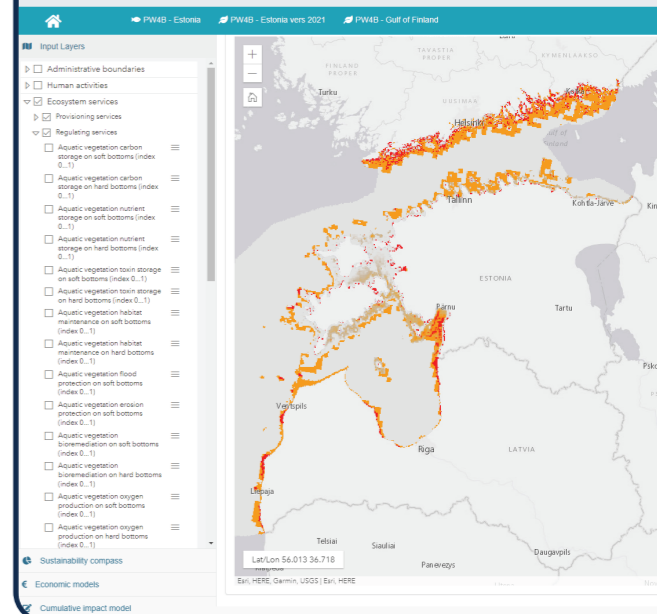 PW4B - Estonia
PW4B - Estonia vers 2021
PW4B - Gulf of Finland
Input Layers
Administrative boundaries
Human activities
Ecosystem services
Provisioning services
Regulating services
Aquatic vegetation carbon
storage on soft bottoms (index
0...1)
Aquatic vegetation carbon
storage on hard bottoms (index
0...1)
Aquatic vegetation nutrient
storage on soft bottoms (index
0...1)
Aquatic vegetation nutrient
storage on hard bottoms (index
0...1)
Aquatic vegetation toxin storage
on soft bottoms (index 0...1)
Aquatic vegetation toxin storage
on hard bottoms (index 0...1)
Aquatic vegetation habitat
maintenance on soft bottoms
(index 0...1)
Aquatic vegetation habitat
maintenance on hard bottoms
(index 0...1)
Aquatic vegetation flood
protection on soft bottoms
(index 0...1)
Aquatic vegetation erosion
protection on soft bottoms
(index 0...1)
Aquatic vegetation
bioremediation on soft bottoms
(index 0...1)
Aquatic vegetation
bioremediation on hard bottoms
(index 0...1)
Aquatic vegetation oxygen
production on soft bottoms
(index 0...1)
Aquatic vegetation oxygen
production on hard bottoms
(index 0...1)
Sustainability compass
Economic models
Cumulative impact model
TAVASTIA
PROPER
KYMENLAAKSO
FINLAND
PROPER
Turku
UUSIMAA
Helsinki
Tallinn
Kohtla-Järve
ESTONIA
Pärnu
Tartu
Ventspils
Riga
LATVIA
Liepaja
Telsiai
Siauliai
Panevezys
Daugavpils
Lat/Lon 56.013 36.718
Esri, HERE, Garmin, USGS | Esri, HERE